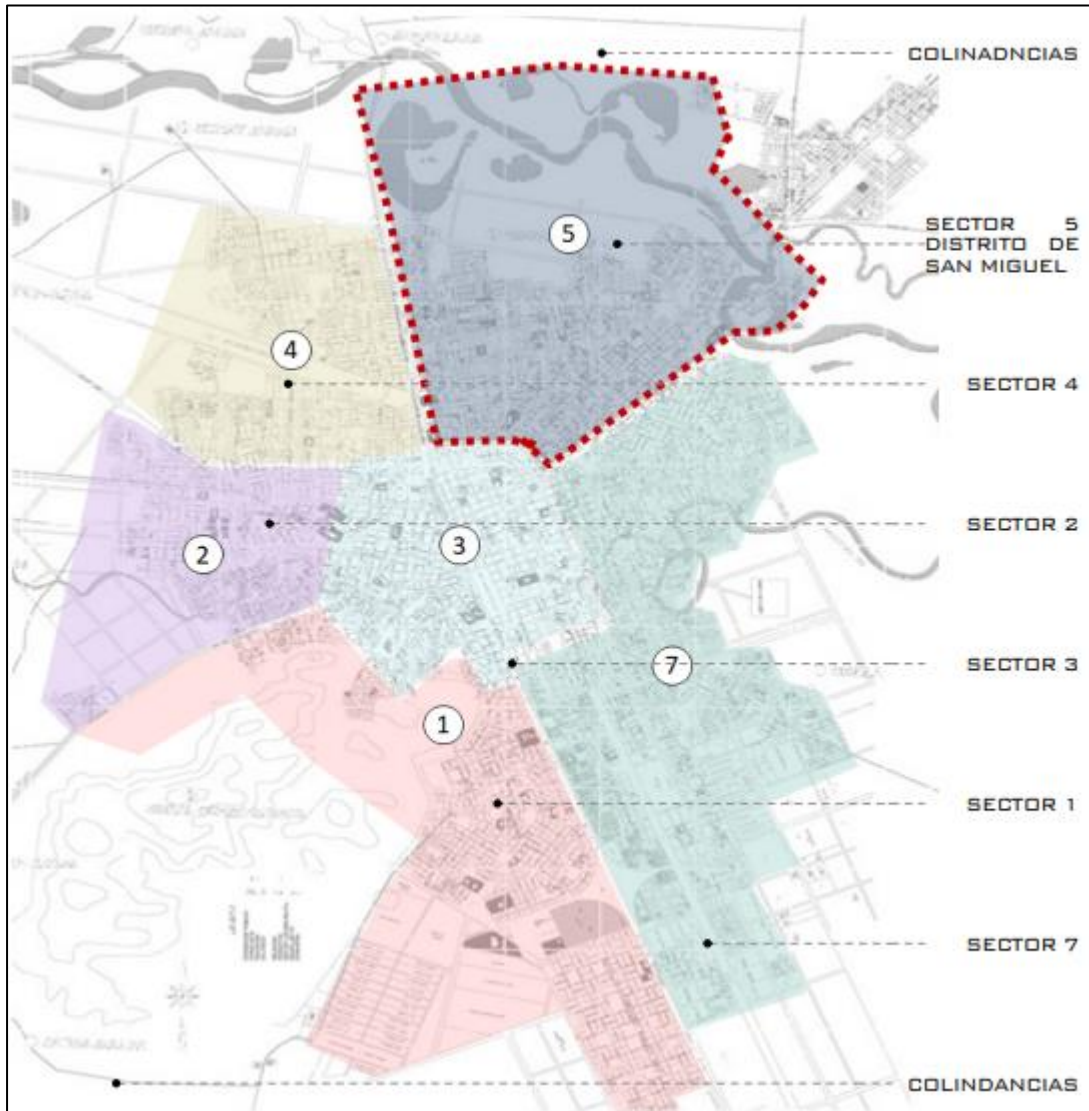 COLINADNCIAS
5
SECTOR 5
DISTRITO DE
SAN MIGUEL
4
SECTOR 4
2
SECTOR 2
3
SECTOR 3
7
1
SECTOR 1
SECTOR 7
COLINDANCIAS